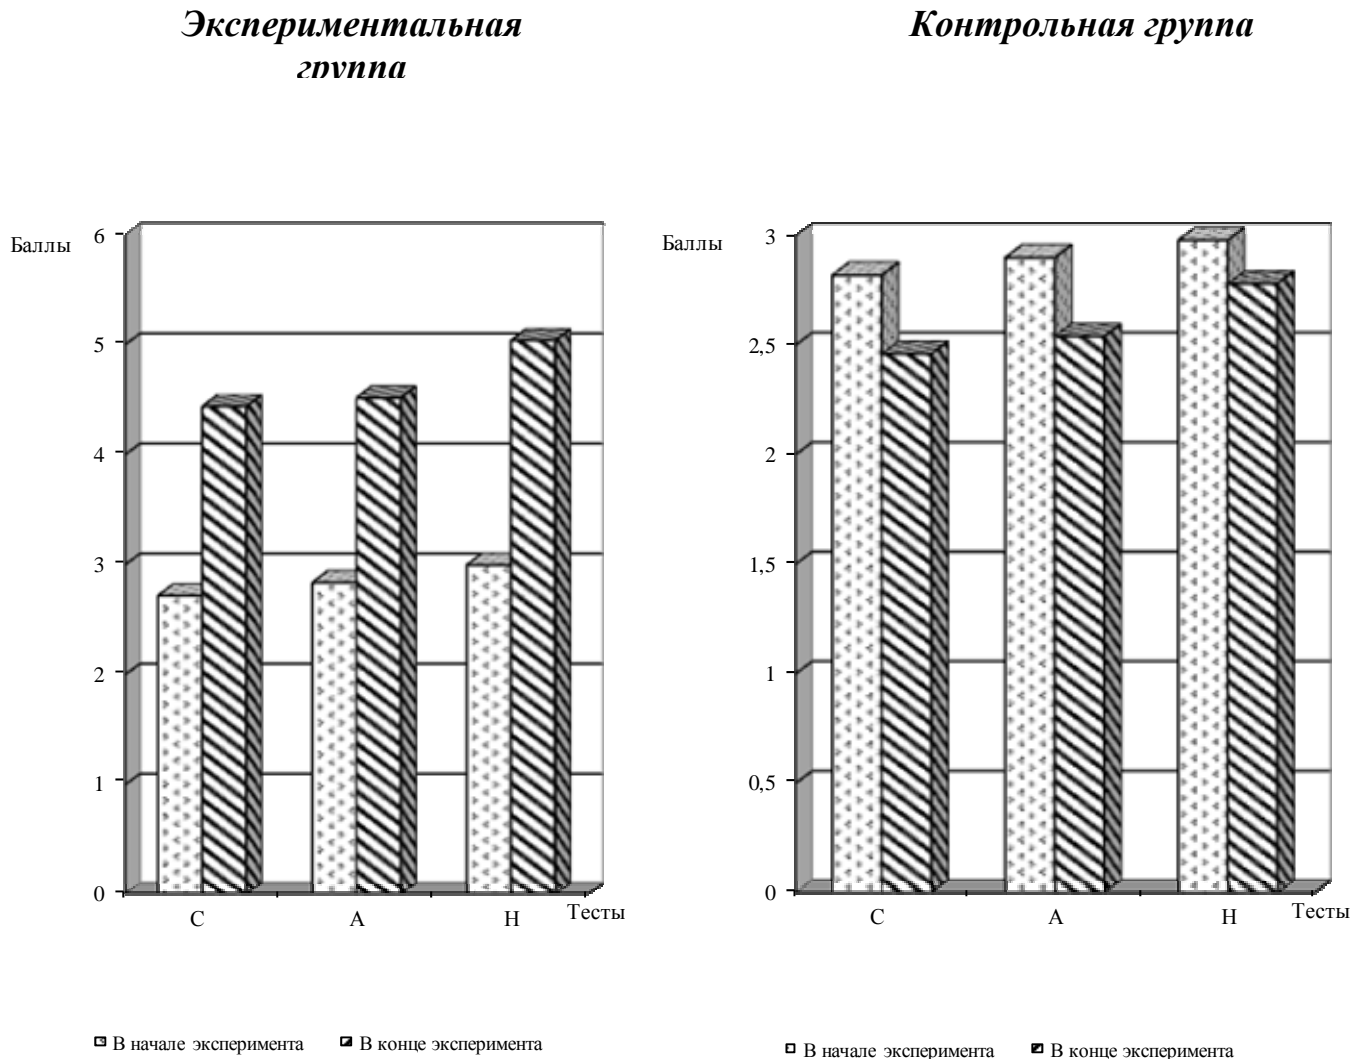 Экспериментальная
группа
Контрольная группа
Баллы
6
5
4
3
2
1
0
С
А
Н
Тесты
В начале эксперимента
В конце эксперимента
Баллы
3
2,5
2
1,5
1
0,5
0
С
А
Н
Тесты
В начале эксперимента
В конце эксперимента